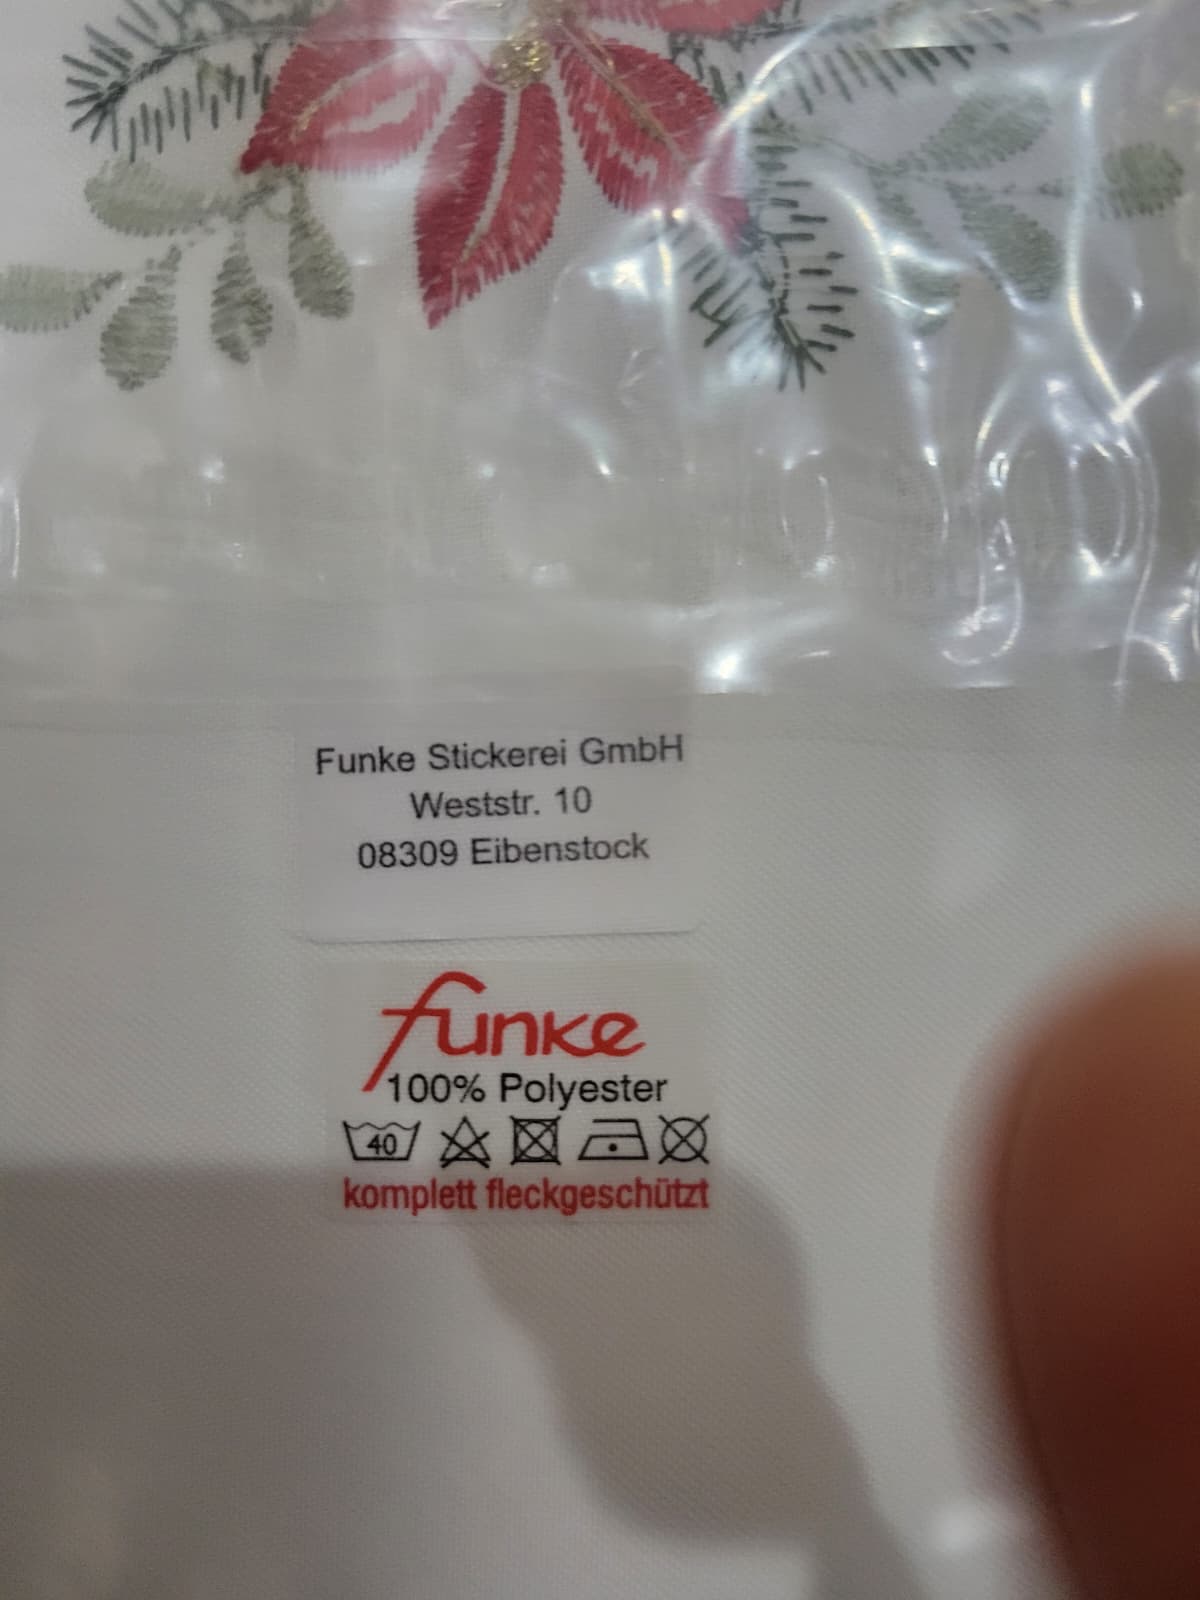 Funke Stickerei GmbH
Weststr. 10
08309 Eibenstock
funke
100% Polyester
40
komplett fleckgeschützt